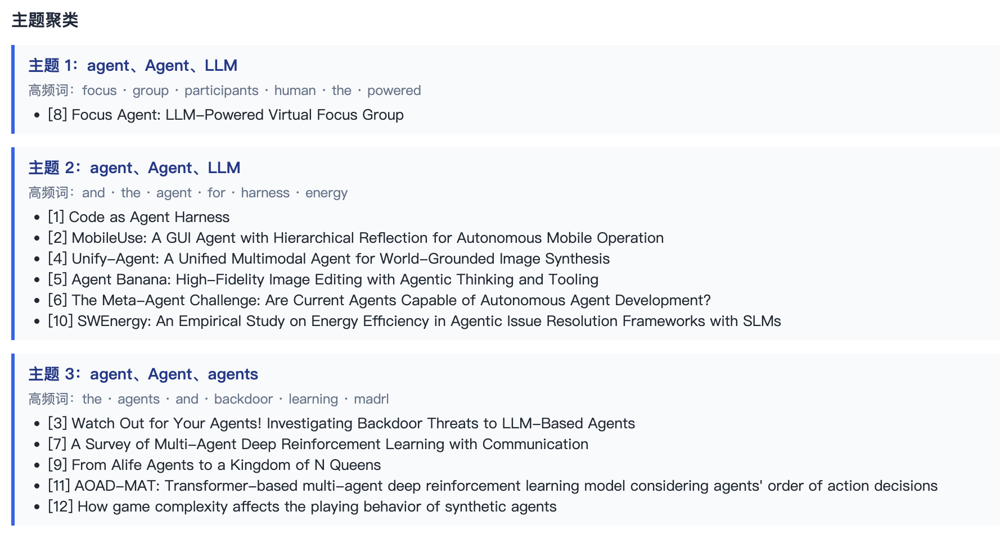 主题聚类
主题 1：agent、Agent、LLM
高频词：focus · group · participants · human · the · powered
• [8] Focus Agent: LLM-Powered Virtual Focus Group
主题 2：agent、Agent、LLM
高频词：and · the · agent · for · harness · energy
• [1] Code as Agent Harness
• [2] MobileUse: A GUI Agent with Hierarchical Reflection for Autonomous Mobile Operation
• [4] Unify-Agent: A Unified Multimodal Agent for World-Grounded Image Synthesis
• [5] Agent Banana: High-Fidelity Image Editing with Agentic Thinking and Tooling
• [6] The Meta-Agent Challenge: Are Current Agents Capable of Autonomous Agent Development?
• [10] SWEnergy: An Empirical Study on Energy Efficiency in Agentic Issue Resolution Frameworks with SLMs
主题 3：agent、Agent、agents
高频词：the · agents · and · backdoor · learning · madrl
• [3] Watch Out for Your Agents! Investigating Backdoor Threats to LLM-Based Agents
• [7] A Survey of Multi-Agent Deep Reinforcement Learning with Communication
• [9] From Alife Agents to a Kingdom of N Queens
• [11] AOAD-MAT: Transformer-based multi-agent deep reinforcement learning model considering agents' order of action decisions
• [12] How game complexity affects the playing behavior of synthetic agents